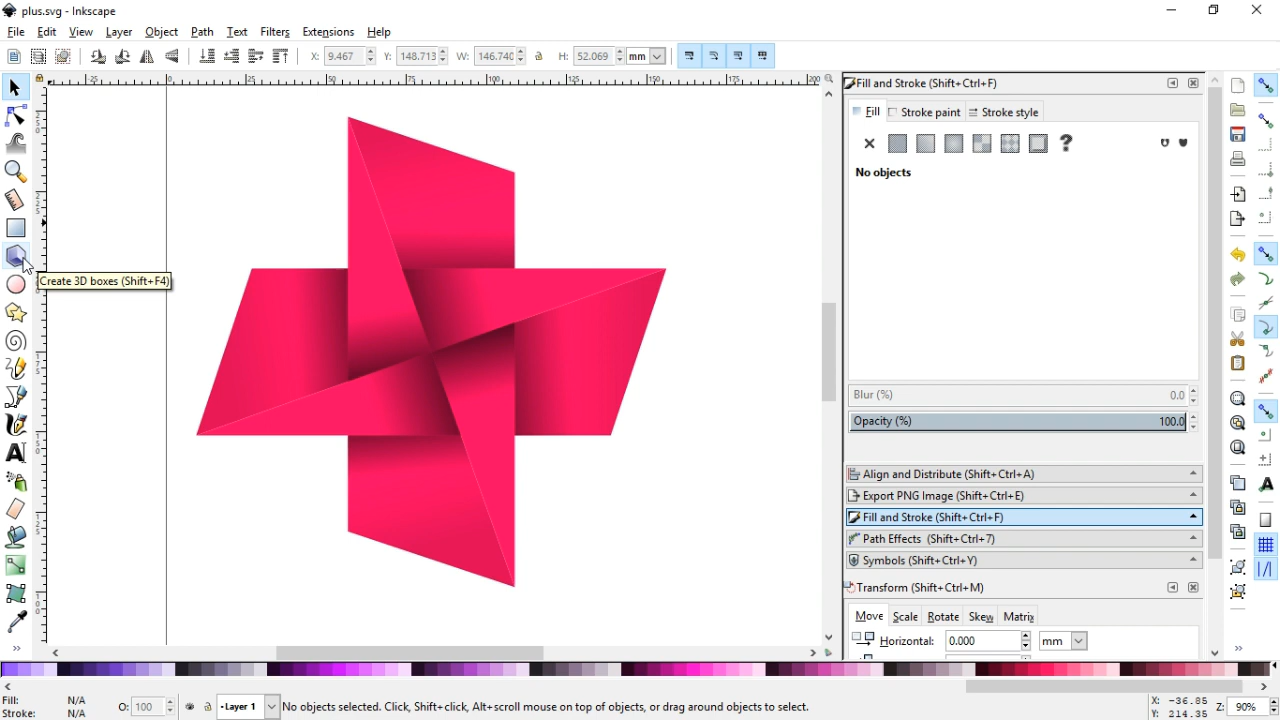 plus.svg - Inkscape
File Edit View Layer Object Path Text Filters Extensions Help
X: 9.467 Y: 148.713 W: 146.740 H: 52.069 mm
Fill and Stroke (Shift+Ctrl+F)
Fill Stroke paint Stroke style
No objects
Create 3D boxes (Shift+F4)
Blur (%) 0.0
Opacity (%) 100.0
Align and Distribute (Shift+Ctrl+A)
Export PNG Image (Shift+Ctrl+E)
Fill and Stroke (Shift+Ctrl+F)
Path Effects (Shift+Ctrl+7)
Symbols (Shift+Ctrl+Y)
Transform (Shift+Ctrl+M)
Move Scale Rotate Skew Matrix
Horizontal: 0.000 mm
Fill: N/A
Stroke: N/A
O: 100 Layer 1 No objects selected. Click, Shift+click, Alt+scroll mouse on top of objects, or drag around objects to select.
X: -36.85
Y: 214.35
Z: 90%